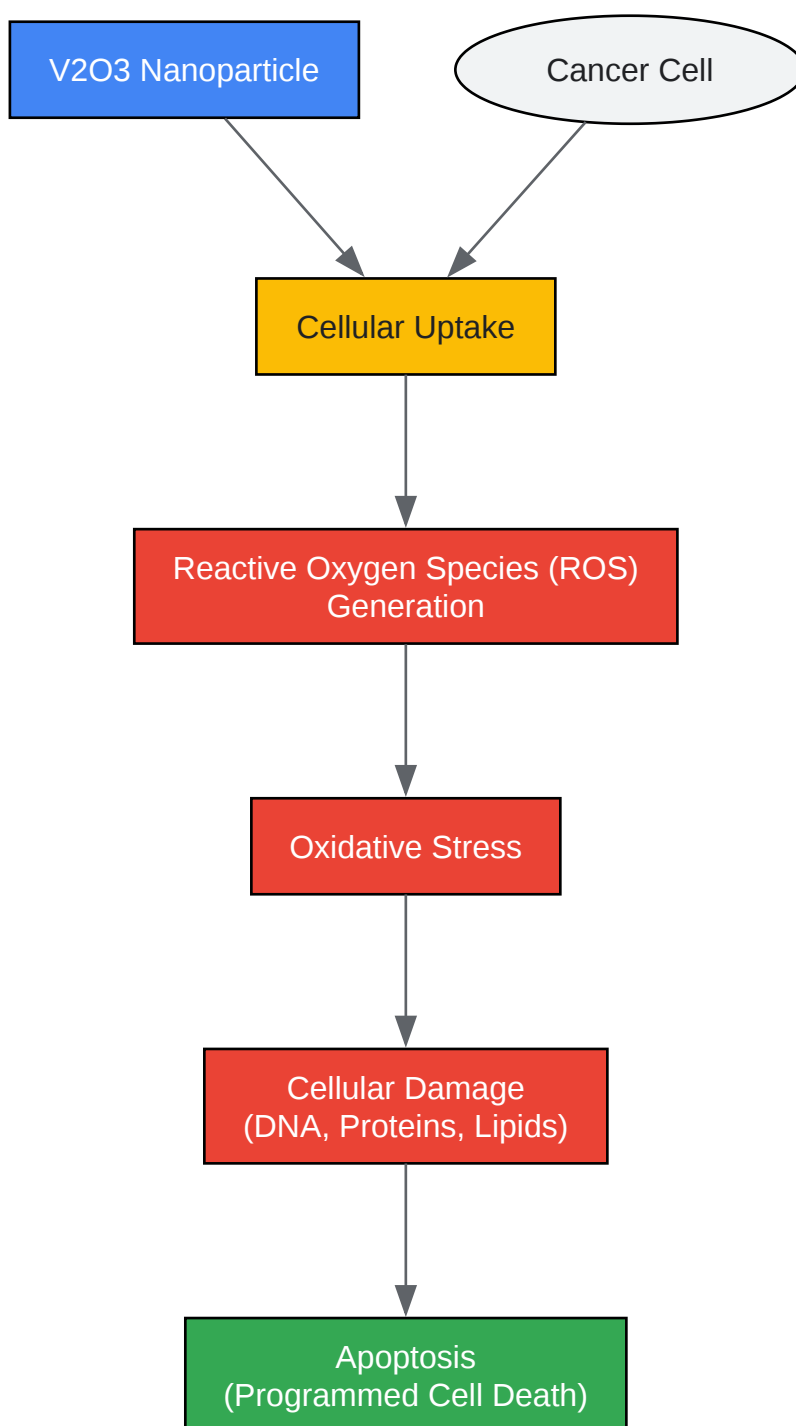 V2O3 Nanoparticle
Cancer Cell
Cellular Uptake
Reactive Oxygen Species (ROS)
Generation
Oxidative Stress
Cellular Damage
(DNA, Proteins, Lipids)
Apoptosis
(Programmed Cell Death)